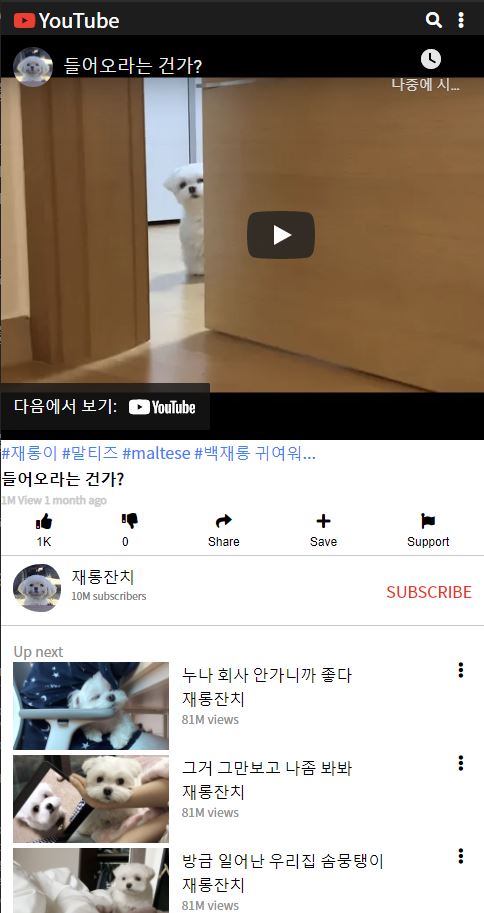 YouTube
들어오라는 건가?
나중에 시...
다음에서 보기: YouTube
#재롱이 #말티즈 #maltese #백재롱 귀여워...
들어오라는 건가?
1M View 1 month ago
1K
0
Share
Save
Support
재롱잔치
10M subscribers
SUBSCRIBE
Up next
누나 회사 안가니까 좋다
재롱잔치
81M views
그거 그만보고 나좀 봐봐
재롱잔치
81M views
방금 일어난 우리집 솜뭉탱이
재롱잔치
81M views